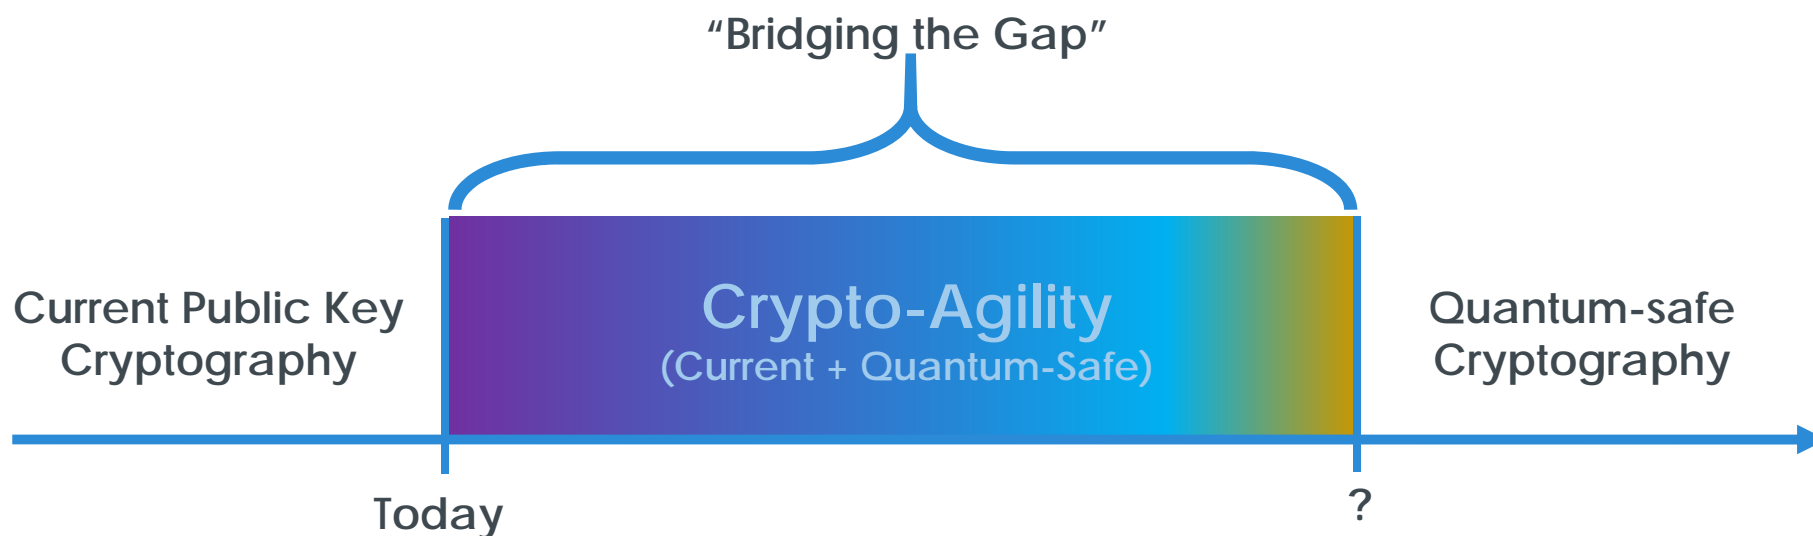 “Bridging the Gap”
Current Public Key
Cryptography
Crypto-Agility
(Current + Quantum-Safe)
Quantum-safe
Cryptography
Today
?